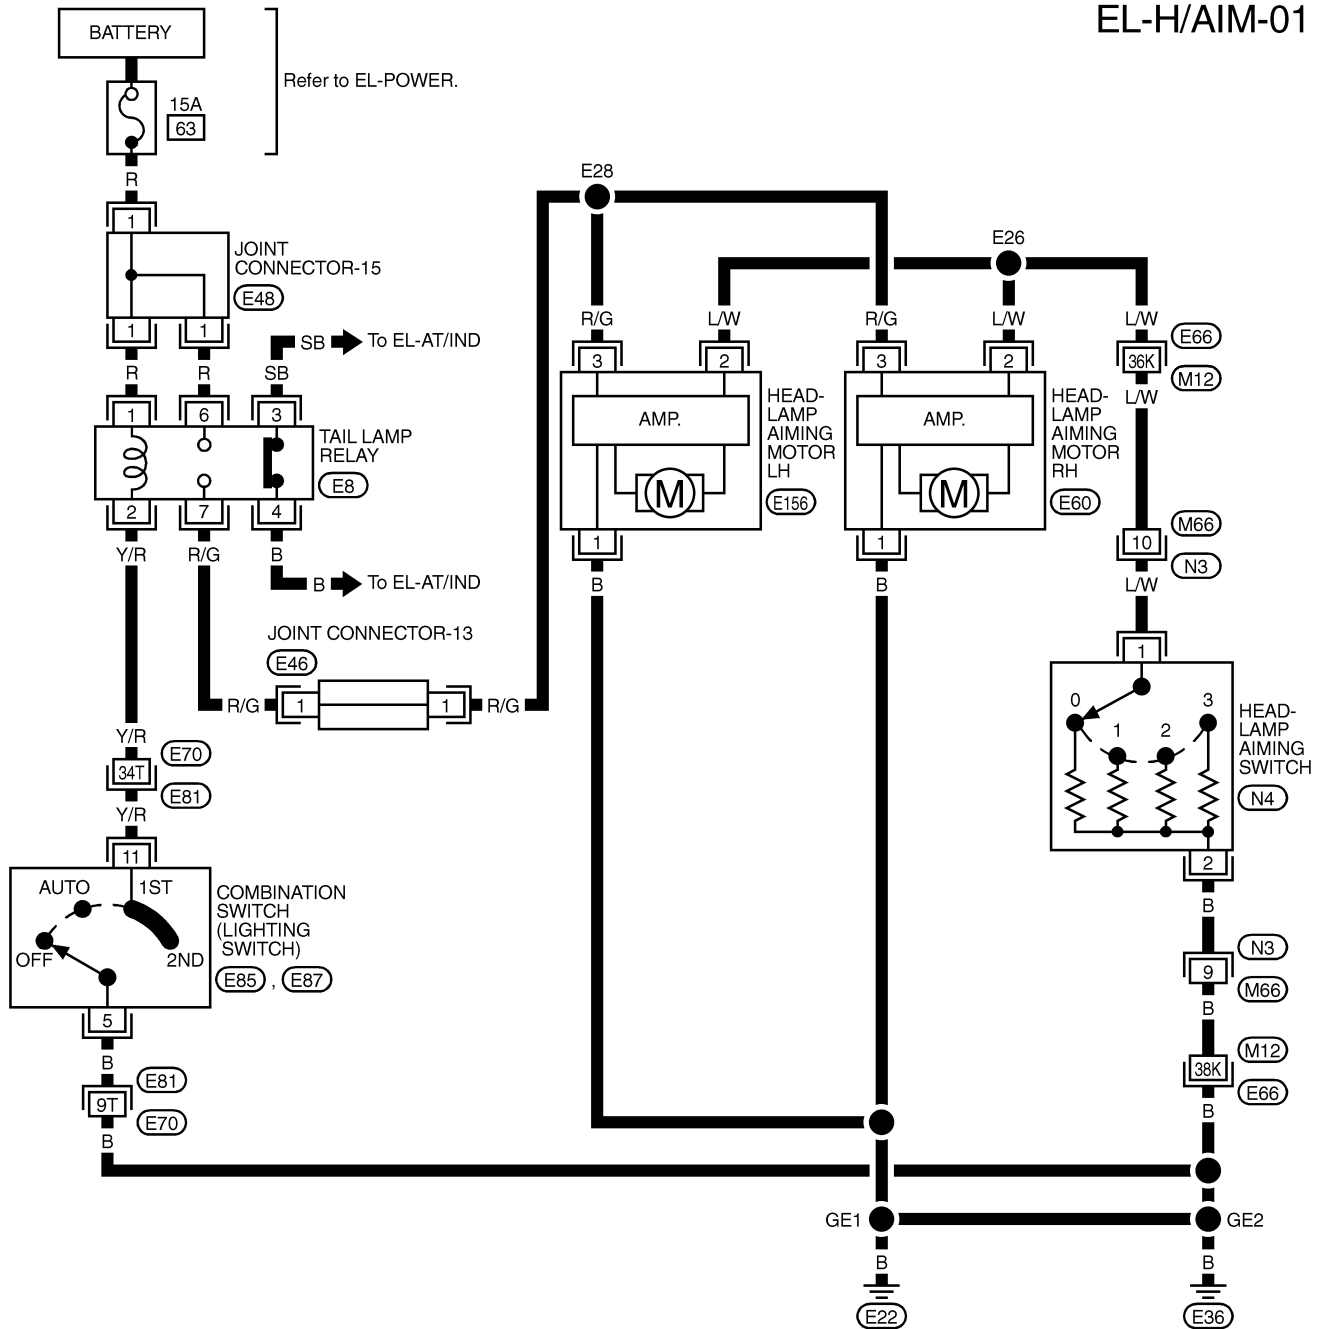 EL-H/AIM-01
BATTERY
Refer to EL-POWER.
15A
63
R
1
JOINT
CONNECTOR-15
E48
1
1
R
R
SB
To EL-AT/IND
SB
1
6
3
TAIL LAMP
RELAY
E8
2
7
4
Y/R
R/G
B
B
To EL-AT/IND
JOINT CONNECTOR-13
E46
R/G
1
1
R/G
Y/R
E70
34T
E81
Y/R
11
AUTO
1ST
OFF
2ND
COMBINATION
SWITCH
(LIGHTING
SWITCH)
E85 , E87
5
B
E81
9T
E70
B
E28
E26
R/G
L/W
R/G
L/W
L/W
3
2
3
2
AMP.
M
HEAD-
LAMP
AIMING
MOTOR
LH
E156
1
B
AMP.
M
HEAD-
LAMP
AIMING
MOTOR
RH
E60
1
B
E66
36K
M12
L/W
M66
10
N3
L/W
1
0
1
2
3
HEAD-
LAMP
AIMING
SWITCH
N4
2
B
N3
9
M66
B
M12
38K
E66
B
GE1
GE2
B
B
E22
E36